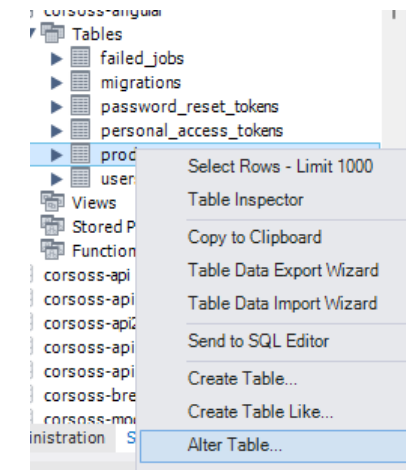 corsoss-angular
Tables
failed_jobs
migrations
password_reset_tokens
personal_access_tokens
prod
user
Views
Stored P
Function
corsoss-api
corsoss-api
corsoss-api2
corsoss-api
corsoss-api
corsoss-bre
corsoss-mo
inistration S
Select Rows - Limit 1000
Table Inspector
Copy to Clipboard
Table Data Export Wizard
Table Data Import Wizard
Send to SQL Editor
Create Table...
Create Table Like...
Alter Table...